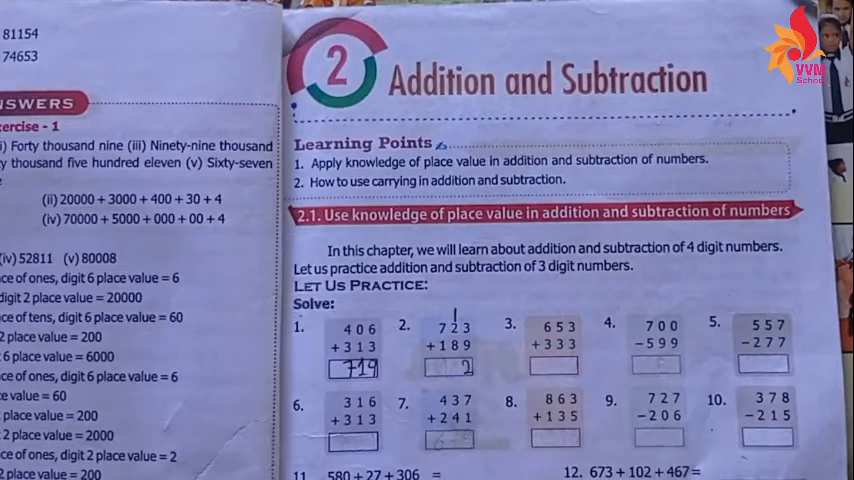 81154
74653
NSWERS
ercise - 1
i) Forty thousand nine (iii) Ninety-nine thousand
y thousand five hundred eleven (v) Sixty-seven
(ii) 20000 + 3000 + 400 + 30 + 4
(iv) 70000 + 5000 + 000 + 00 + 4
(iv) 52811 (v) 80008
ce of ones, digit 6 place value = 6
digit 2 place value = 20000
ce of tens, digit 6 place value = 60
2 place value = 200
6 place value = 6000
ce of ones, digit 6 place value = 6
e value = 60
place value = 200
2 place value = 2000
ce of ones, digit 2 place value = 2
2 place value = 200
2 Addition and Subtraction
VVM
School
Learning Points
1. Apply knowledge of place value in addition and subtraction of numbers.
2. How to use carrying in addition and subtraction.
2.1. Use knowledge of place value in addition and subtraction of numbers
In this chapter, we will learn about addition and subtraction of 4 digit numbers.
Let us practice addition and subtraction of 3 digit numbers.
LET US PRACTICE:
Solve:
1
1. 406 2. 723 3. 653 4. 700 5. 557
+313 +189 +333 -599 -277
719 2
6. 316 7. 437 8. 863 9. 727 10. 378
+313 +241 +135 -206 -215
11 580 + 27 + 306 = 12. 673 + 102 + 467 =